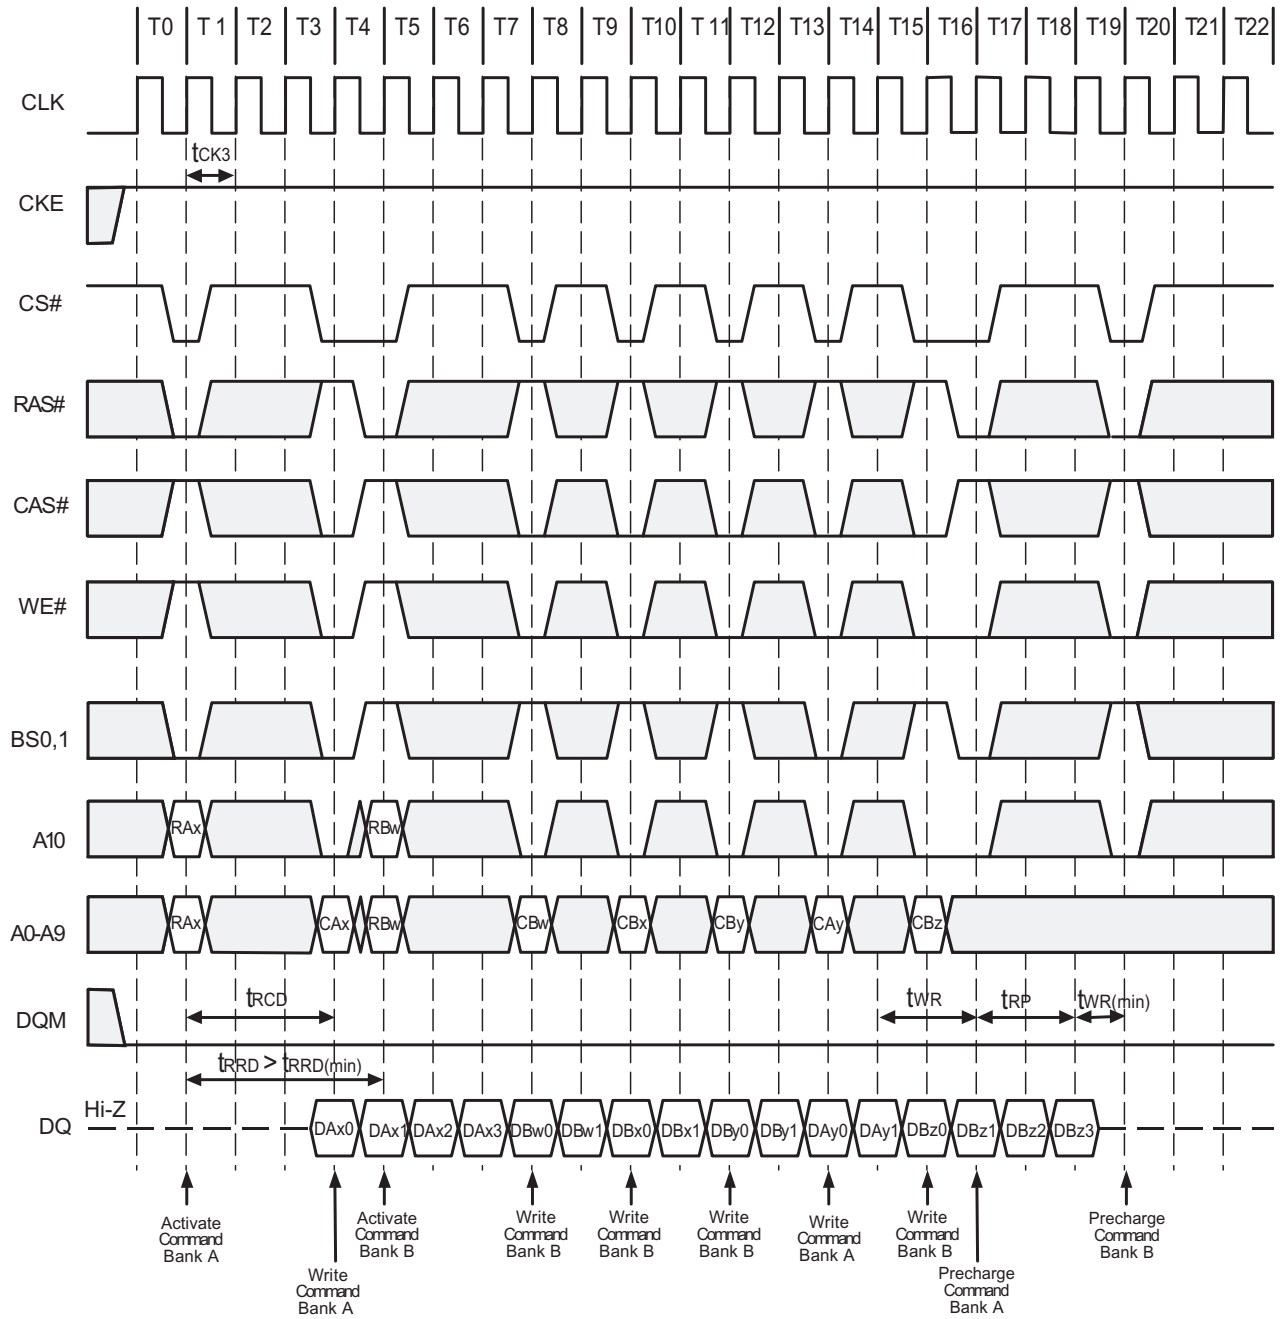 T0 T 1 T2 T3 T4 T5 T6 T7 T8 T9 T10 T 11 T12 T13 T14 T15 T16 T17 T18 T19 T20 T21 T22
CLK
tCK3
CKE
CS#
RAS#
CAS#
WE#
BS0,1
A10
RAx RBw
A0-A9
RAx CAx RBw CBw CBx CBy CAy CBz
DQM
tRCD tWR tRP tWR(min)
tRRD > tRRD(min)
Hi-Z
DQ
DAx0 DAx1 DAx2 DAx3 DBw0 DBw1 DBx0 DBx1 DBy0 DBy1 DAy0 DAy1 DBz0 DBz1 DBz2 DBz3
Activate
Command
Bank A
Write
Command
Bank A
Activate
Command
Bank B
Write
Command
Bank B
Write
Command
Bank B
Write
Command
Bank B
Write
Command
Bank A
Write
Command
Bank B
Precharge
Command
Bank A
Precharge
Command
Bank B